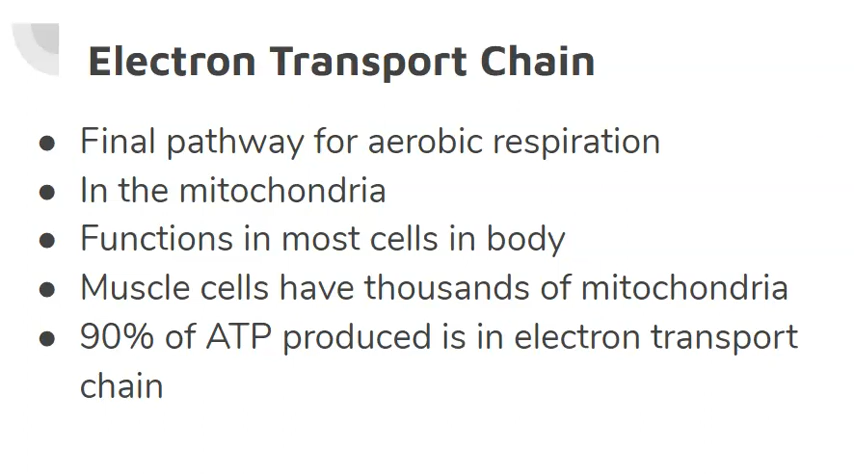 Electron Transport Chain
● Final pathway for aerobic respiration
● In the mitochondria
● Functions in most cells in body
● Muscle cells have thousands of mitochondria
● 90% of ATP produced is in electron transport
chain